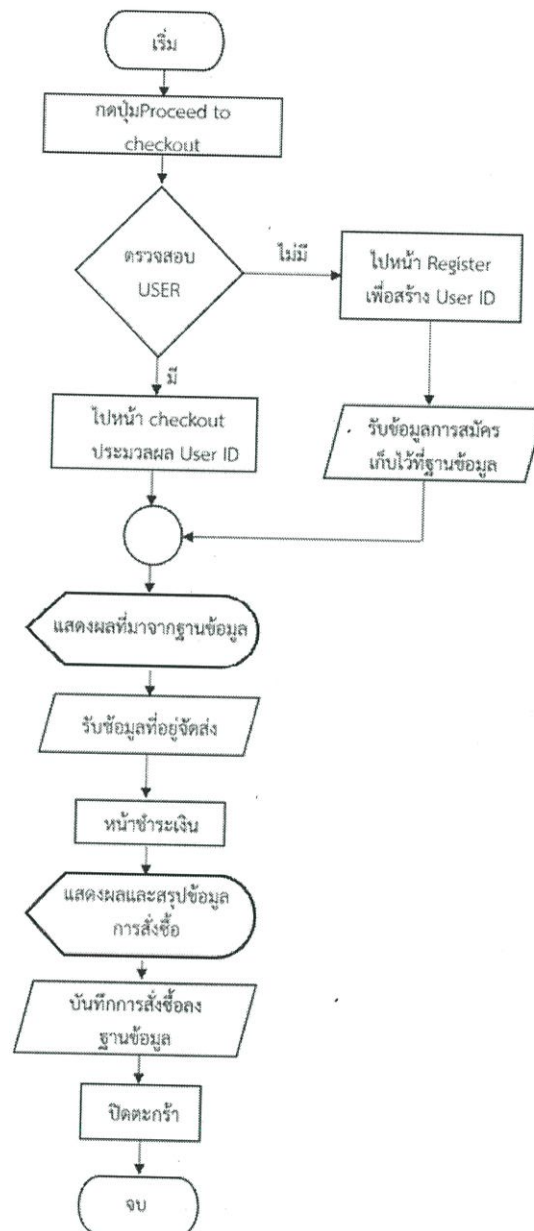 เริ่ม
กดปุ่มProceed to
checkout
ตรวจสอบ
USER
ไม่มี
ไปหน้า Register
เพื่อสร้าง User ID
มี
ไปหน้า checkout
ประมวลผล User ID
รับข้อมูลการสมัคร
เก็บไว้ที่ฐานข้อมูล
แสดงผลที่มาจากฐานข้อมูล
รับข้อมูลที่อยู่จัดส่ง
หน้าชำระเงิน
แสดงผลและสรุปข้อมูล
การสั่งซื้อ
บันทึกการสั่งซื้อลง
ฐานข้อมูล
ปิดตะกร้า
จบ